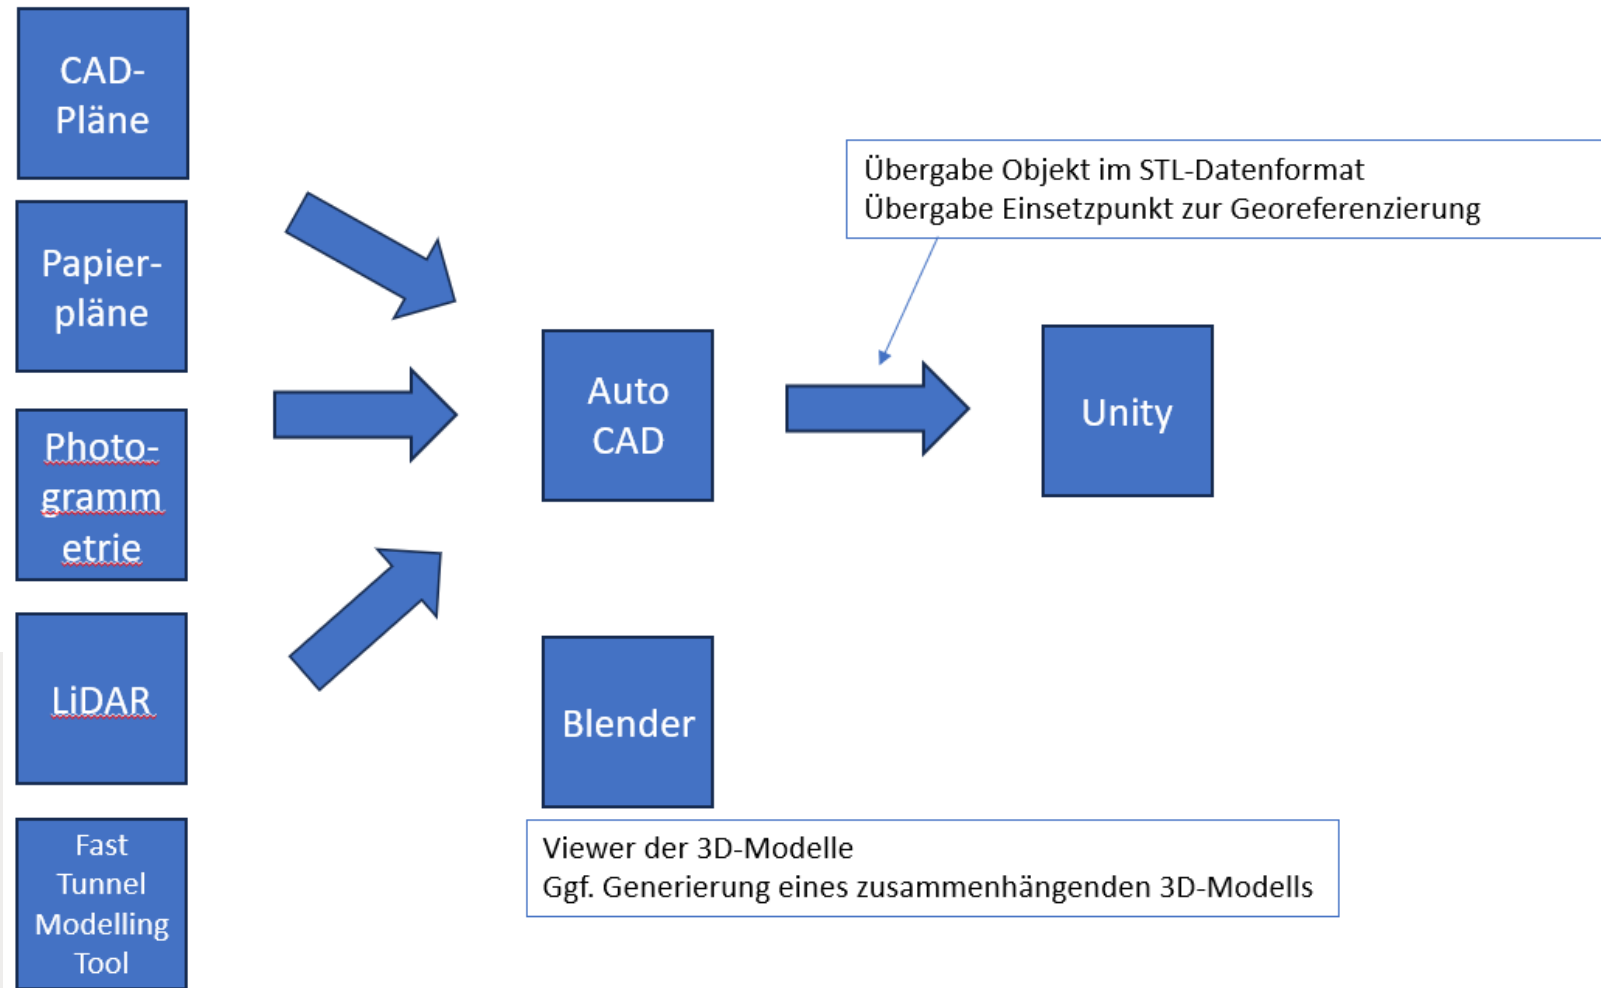 CAD-
Pläne
Papier-
pläne
Photo-
gramm
etrie
LiDAR
Fast
Tunnel
Modelling
Tool
Auto
CAD
Blender
Viewer der 3D-Modelle
Ggf. Generierung eines zusammenhängenden 3D-Modells
Übergabe Objekt im STL-Datenformat
Übergabe Einsetzpunkt zur Georeferenzierung
Unity